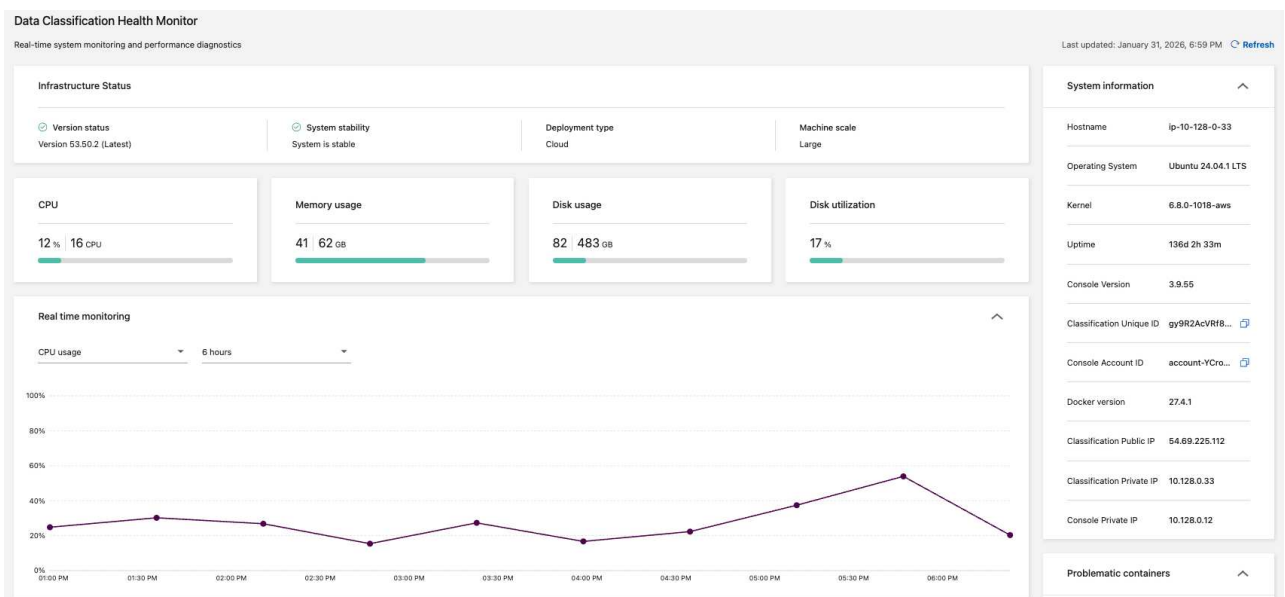 Data Classification Health Monitor
Real-time system monitoring and performance diagnostics
Last updated: January 31, 2026, 6:59 PM Refresh
Infrastructure Status
Version status
Version 53.50.2 (Latest)
System stability
System is stable
Deployment type
Cloud
Machine scale
Large
CPU
12 % 16 CPU
Memory usage
41 62 GB
Disk usage
82 483 GB
Disk utilization
17 %
Real time monitoring
CPU usage
6 hours
100%
80%
60%
40%
20%
0%
01:00 PM 01:30 PM 02:00 PM 02:30 PM 03:00 PM 03:30 PM 04:00 PM 04:30 PM 05:00 PM 05:30 PM 06:00 PM
System information
Hostname ip-10-128-0-33
Operating System Ubuntu 24.04.1 LTS
Kernel 6.8.0-1018-aws
Uptime 136d 2h 33m
Console Version 3.9.55
Classification Unique ID gy9R2AcVRf8...
Console Account ID account-YCro...
Docker version 27.4.1
Classification Public IP 54.69.225.112
Classification Private IP 10.128.0.33
Console Private IP 10.128.0.12
Problematic containers